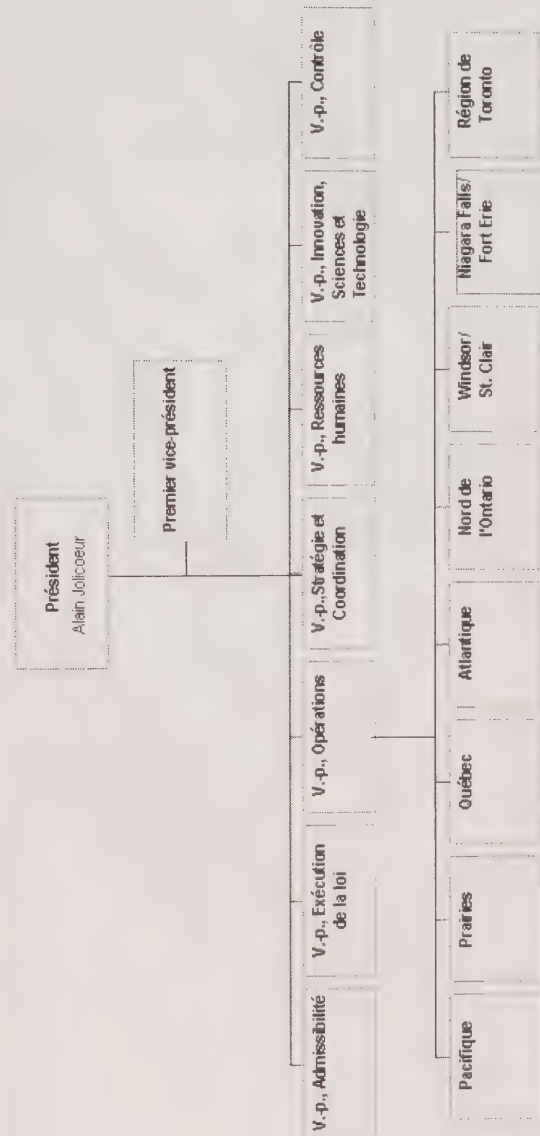 Président
Alain Jolicoeur
Premier vice-président
V.-p., Admissibilité
V.-p., Exécution
de la loi
V.-p., Opérations
V.-p.,Stratégie et
Coordination
V.-p., Ressources
humaines
V.-p., Innovation,
Sciences et
Technologie
V.-p., Contrôle
Pacifique
Prairies
Québec
Atlantique
Nord de
l'Ontario
Windsor/
St. Clair
Niagara Falls/
Fort Erie
Région de
Toronto